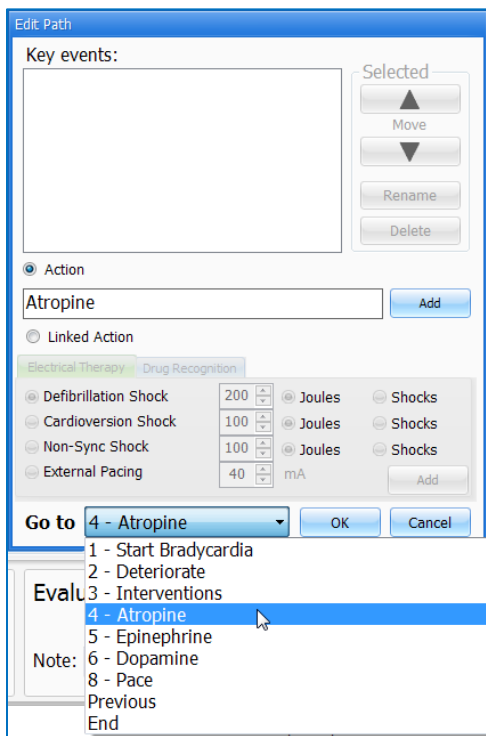 Edit Path
Key events:
Selected
Move
Rename
Delete
Action
Atropine
Add
Linked Action
Electrical Therapy Drug Recognition
Defibrillation Shock 200 Joules Shocks
Cardioversion Shock 100 Joules Shocks
Non-Sync Shock 100 Joules Shocks
External Pacing 40 mA Add
Go to 4 - Atropine OK Cancel
1 - Start Bradycardia
2 - Deteriorate
Evalu
3 - Interventions
4 - Atropine
5 - Epinephrine
Note:
6 - Dopamine
8 - Pace
Previous
End